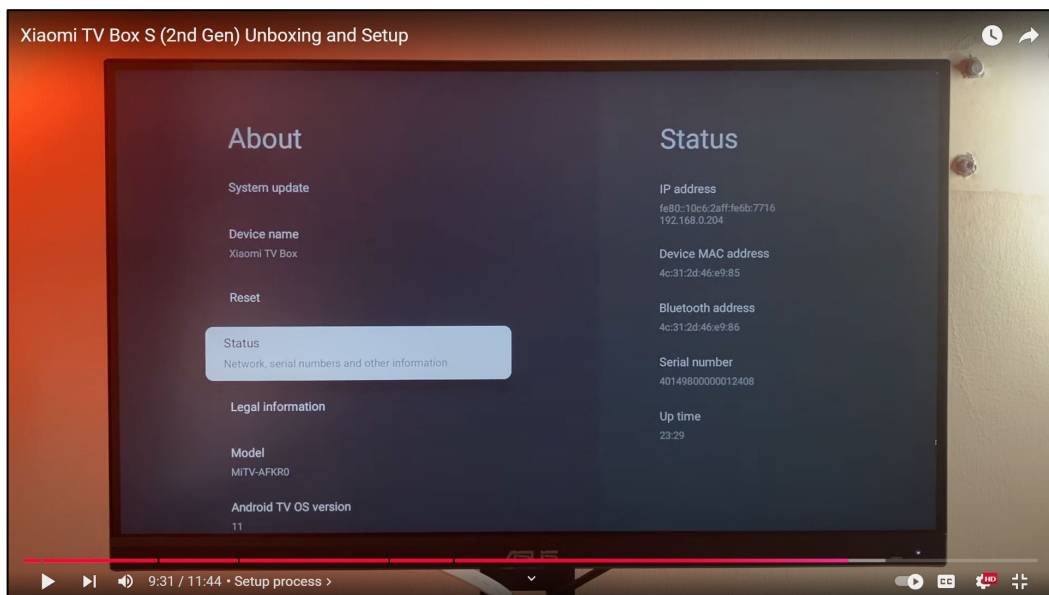 Xiaomi TV Box S (2nd Gen) Unboxing and Setup
About
System update
Device name
Xiaomi TV Box
Reset
Status
Network, serial numbers and other information
Legal information
Model
MiTV-AFKR0
Android TV OS version
11
Status
IP address
fe80::10c6:2aff:fe6b:7716
192.168.0.204
Device MAC address
4c:31:2d:46:e9:85
Bluetooth address
4c:31:2d:46:e9:86
Serial number
40149800000012408
Up time
23:29
ASUS
9:31 / 11:44 • Setup process >
CC
HD